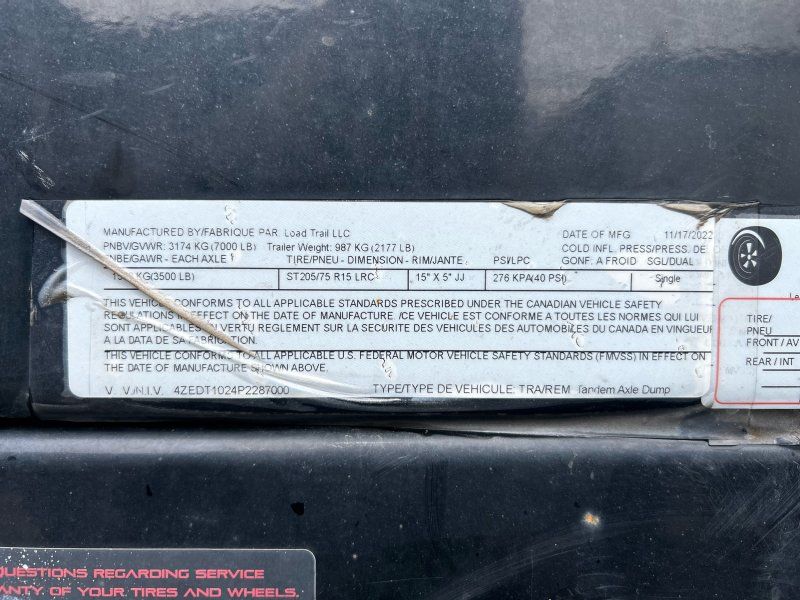 MANUFACTURED BY/FABRIQUE PAR Load Trail LLC DATE OF MFG 11/17/2022
PNBV/GVWR: 3174 KG (7000 LB) Trailer Weight: 987 KG (2177 LB) COLD INFL. PRESS/PRESS. DE
NBE/GAWR - EACH AXLE TIRE/PNEU - DIMENSION - RIM/JANTE PSI/LPC GONF. A FROID SGL/DUAL
KG(3500 LB) ST205/75 R15 LRC 15" X 5" JJ 276 KPA(40 PSI) Single
THIS VEHICLE CONFORMS TO ALL APPLICABLE STANDARDS PRESCRIBED UNDER THE CANADIAN VEHICLE SAFETY
REGULATIONS IN EFFECT ON THE DATE OF MANUFACTURE. /CE VEHICLE EST CONFORME A TOUTES LES NORMES QUI LUI
SONT APPLICABLES EN VERTU REGLEMENT SUR LA SECURITE DES VEHICULES DES AUTOMOBILES DU CANADA EN VINGUEUR
A LA DATA DE SA FABRICATION.
THIS VEHICLE CONFORMS TO ALL APPLICABLE U.S. FEDERAL MOTOR VEHICLE SAFETY STANDARDS (FMVSS) IN EFFECT ON
THE DATE OF MANUFACTURE SHOWN ABOVE.
V./N.I.V. 4ZEDT1024P2287000 TYPE/TYPE DE VEHICULE: TRA/REM Tandem Axle Dump
Le
TIRE/
PNEU
FRONT / AV
REAR / INT
QUESTIONS REGARDING SERVICE
ANTY OF YOUR TIRES AND WHEELS.